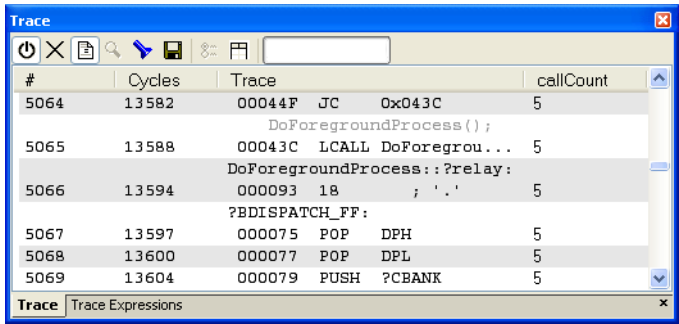 Trace
# Cycles Trace callCount
5064 13582 00044F JC 0x043C 5
DoForegroundProcess();
5065 13588 00043C LCALL DoForegrou... 5
DoForegroundProcess::?relay:
5066 13594 000093 18 ; '.' 5
?BDISPATCH_FF:
5067 13597 000075 POP DPH 5
5068 13600 000077 POP DPL 5
5069 13604 000079 PUSH ?CBANK 5
Trace Trace Expressions